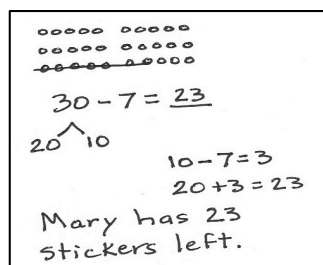 30 - 7 = 23
20 10
10 - 7 = 3
20 + 3 = 23
Mary has 23
stickers left.